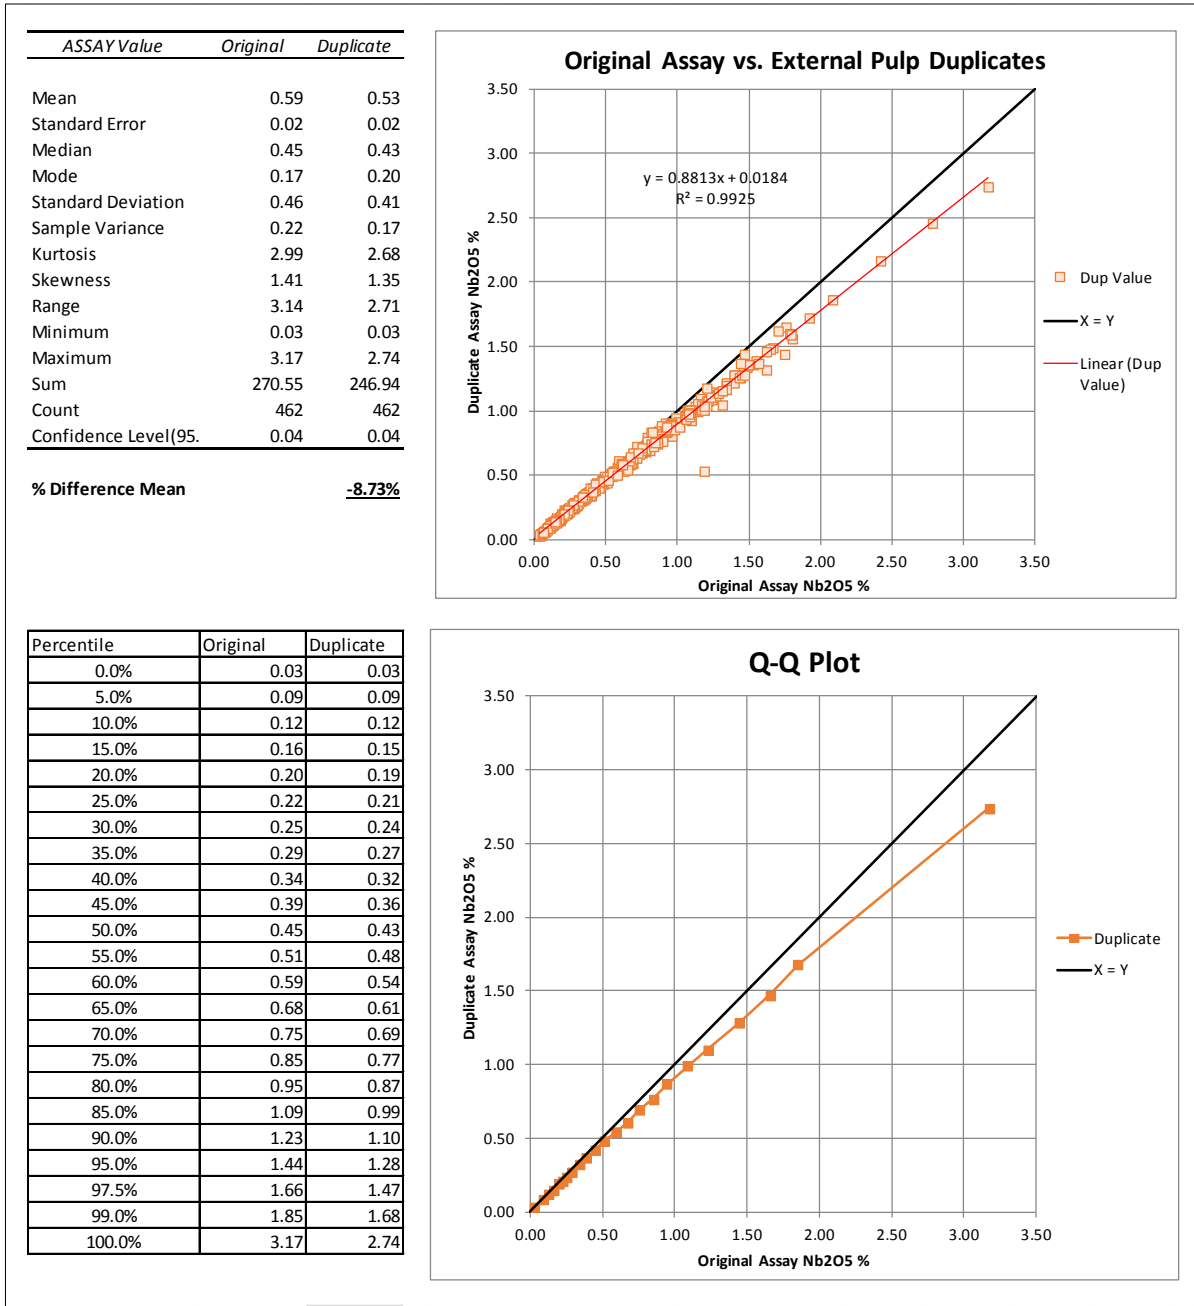 ASSAY Value Original Duplicate
Mean 0.59 0.53
Standard Error 0.02 0.02
Median 0.45 0.43
Mode 0.17 0.20
Standard Deviation 0.46 0.41
Sample Variance 0.22 0.17
Kurtosis 2.99 2.68
Skewness 1.41 1.35
Range 3.14 2.71
Minimum 0.03 0.03
Maximum 3.17 2.74
Sum 270.55 246.94
Count 462 462
Confidence Level(95. 0.04 0.04
% Difference Mean -8.73%
Original Assay vs. External Pulp Duplicates
3.50
3.00
2.50
2.00
1.50
1.00
0.50
0.00
Duplicate Assay Nb2O5 %
y = 0.8813x + 0.0184
R² = 0.9925
0.00 0.50 1.00 1.50 2.00 2.50 3.00 3.50
Original Assay Nb2O5 %
Dup Value
X = Y
Linear (Dup
Value)
Percentile Original Duplicate
0.0% 0.03 0.03
5.0% 0.09 0.09
10.0% 0.12 0.12
15.0% 0.16 0.15
20.0% 0.20 0.19
25.0% 0.22 0.21
30.0% 0.25 0.24
35.0% 0.29 0.27
40.0% 0.34 0.32
45.0% 0.39 0.36
50.0% 0.45 0.43
55.0% 0.51 0.48
60.0% 0.59 0.54
65.0% 0.68 0.61
70.0% 0.75 0.69
75.0% 0.85 0.77
80.0% 0.95 0.87
85.0% 1.09 0.99
90.0% 1.23 1.10
95.0% 1.44 1.28
97.5% 1.66 1.47
99.0% 1.85 1.68
100.0% 3.17 2.74
Q-Q Plot
3.50
3.00
2.50
2.00
1.50
1.00
0.50
0.00
Duplicate Assay Nb2O5 %
0.00 0.50 1.00 1.50 2.00 2.50 3.00 3.50
Original Assay Nb2O5 %
Duplicate
X = Y